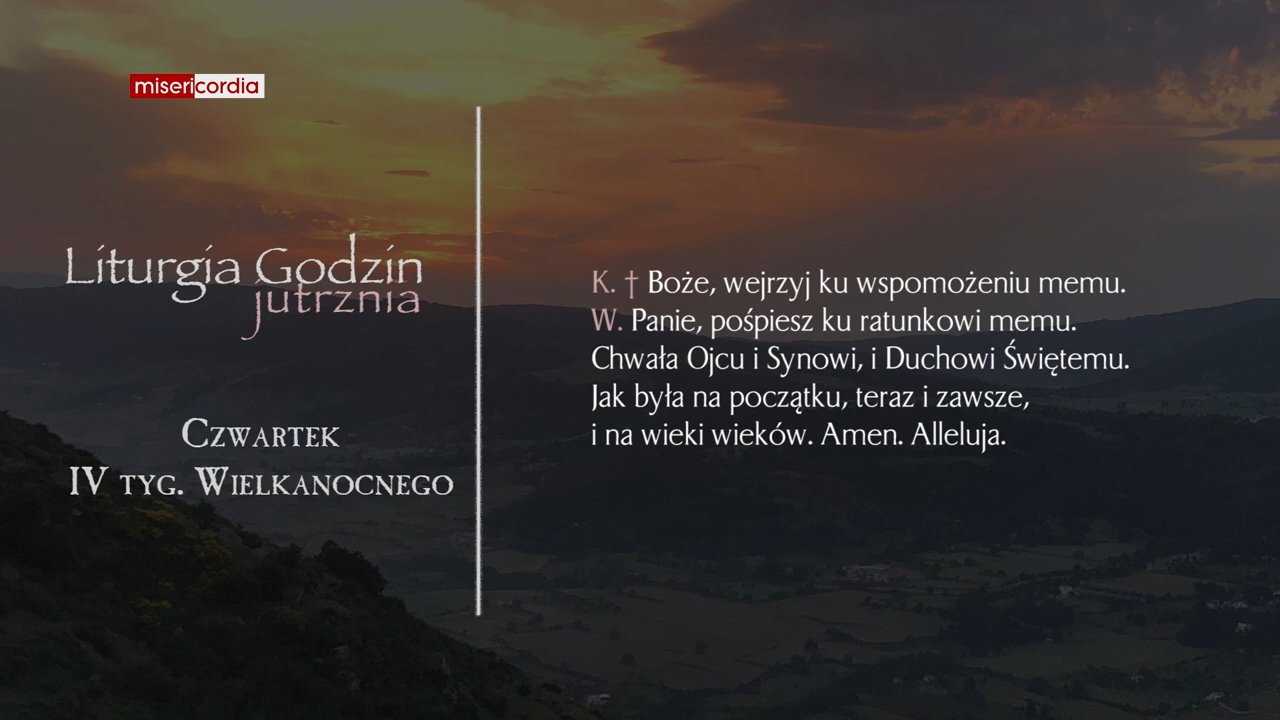 misericordia
Liturgia Godzin
jutrznia
Czwartek
IV tyg. Wielkanocnego
K. † Boże, wejrzyj ku wspomożeniu memu.
W. Panie, pośpiesz ku ratunkowi memu.
Chwała Ojcu i Synowi, i Duchowi Świętemu.
Jak była na początku, teraz i zawsze,
i na wieki wieków. Amen. Alleluja.